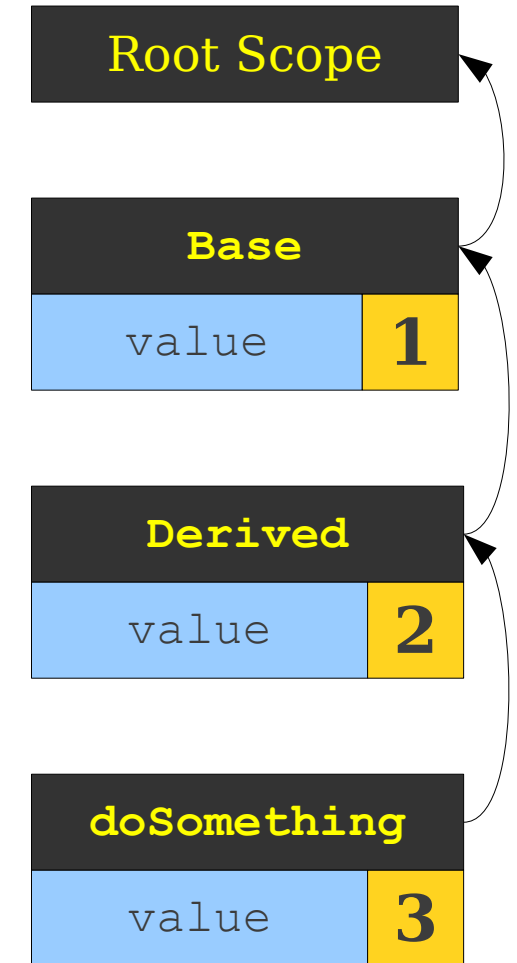 Root Scope
Base
value 1
Derived
value 2
doSomething
value 3